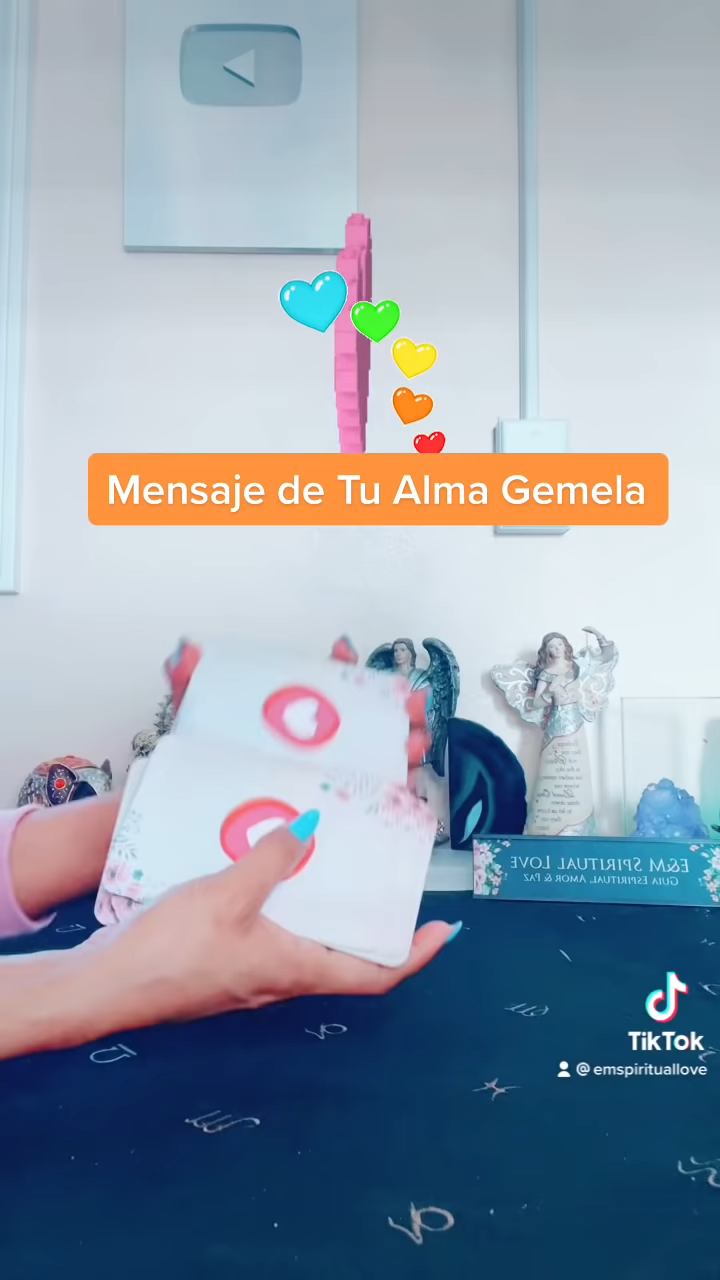 Mensaje de Tu Alma Gemela
E&M SPIRITUAL LOVE
GUIA ESPIRITUAL AMOR & PAZ
TikTok
@emspirituallove